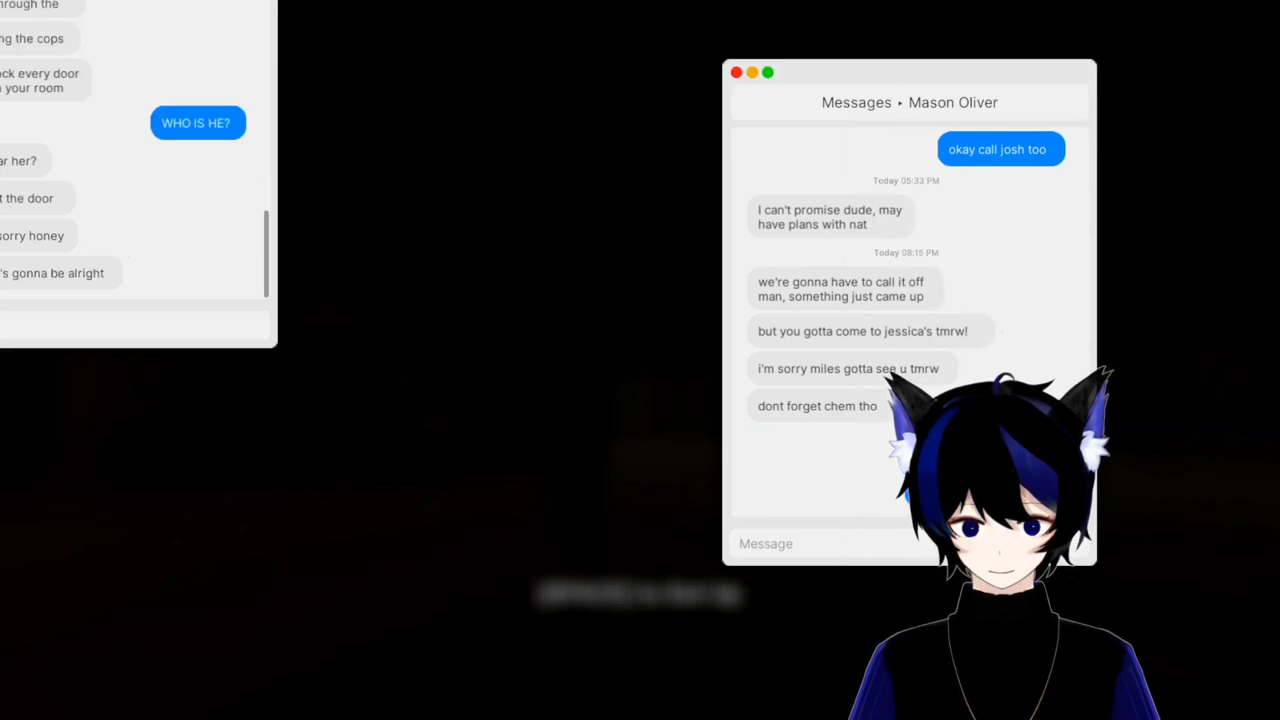 rough the
ng the cops
ock every door
your room
WHO IS HE?
ar her?
t the door
sorry honey
's gonna be alright
Messages ▸ Mason Oliver
okay call josh too
Today 05:33 PM
I can't promise dude, may
have plans with nat
Today 08:15 PM
we're gonna have to call it off
man, something just came up
but you gotta come to jessica's tmrw!
i'm sorry miles gotta see u tmrw
dont forget chem tho
Message